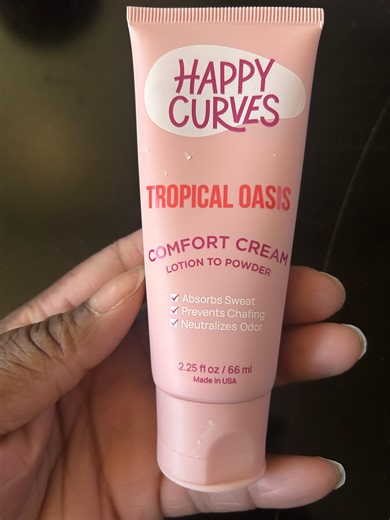 HAPPY
CURVES
TROPICAL OASIS
COMFORT CREAM
LOTION TO POWDER
Absorbs Sweat
Prevents Chafing
Neutralizes Odor
2.25 fl oz / 66 ml
Made in USA